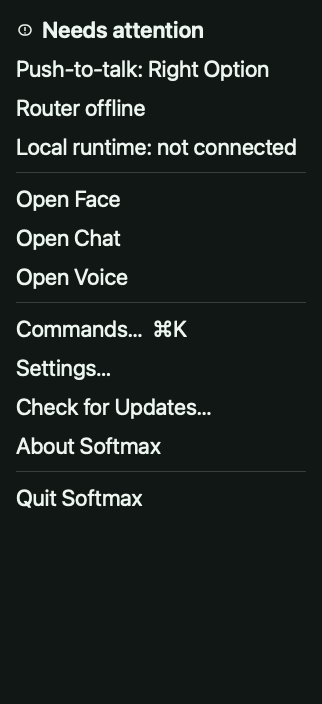 Needs attention
Push-to-talk: Right Option
Router offline
Local runtime: not connected
Open Face
Open Chat
Open Voice
Commands... ⌘K
Settings...
Check for Updates...
About Softmax
Quit Softmax